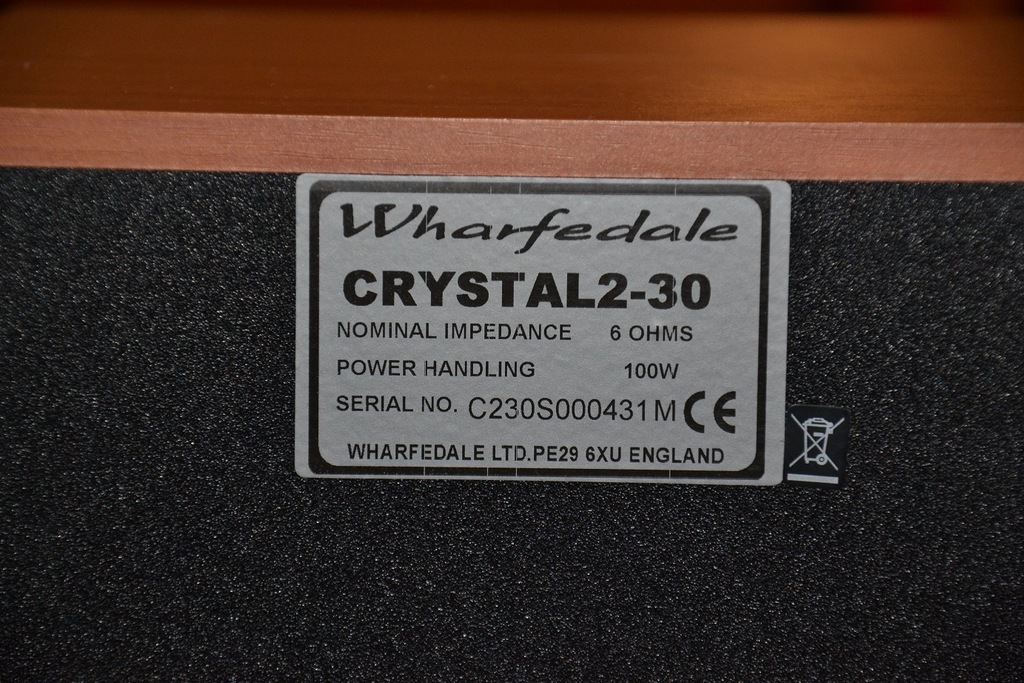 Wharfedale
CRYSTAL2-30
NOMINAL IMPEDANCE 6 OHMS
POWER HANDLING 100W
SERIAL NO. C230S000431M CE
WHARFEDALE LTD.PE29 6XU ENGLAND